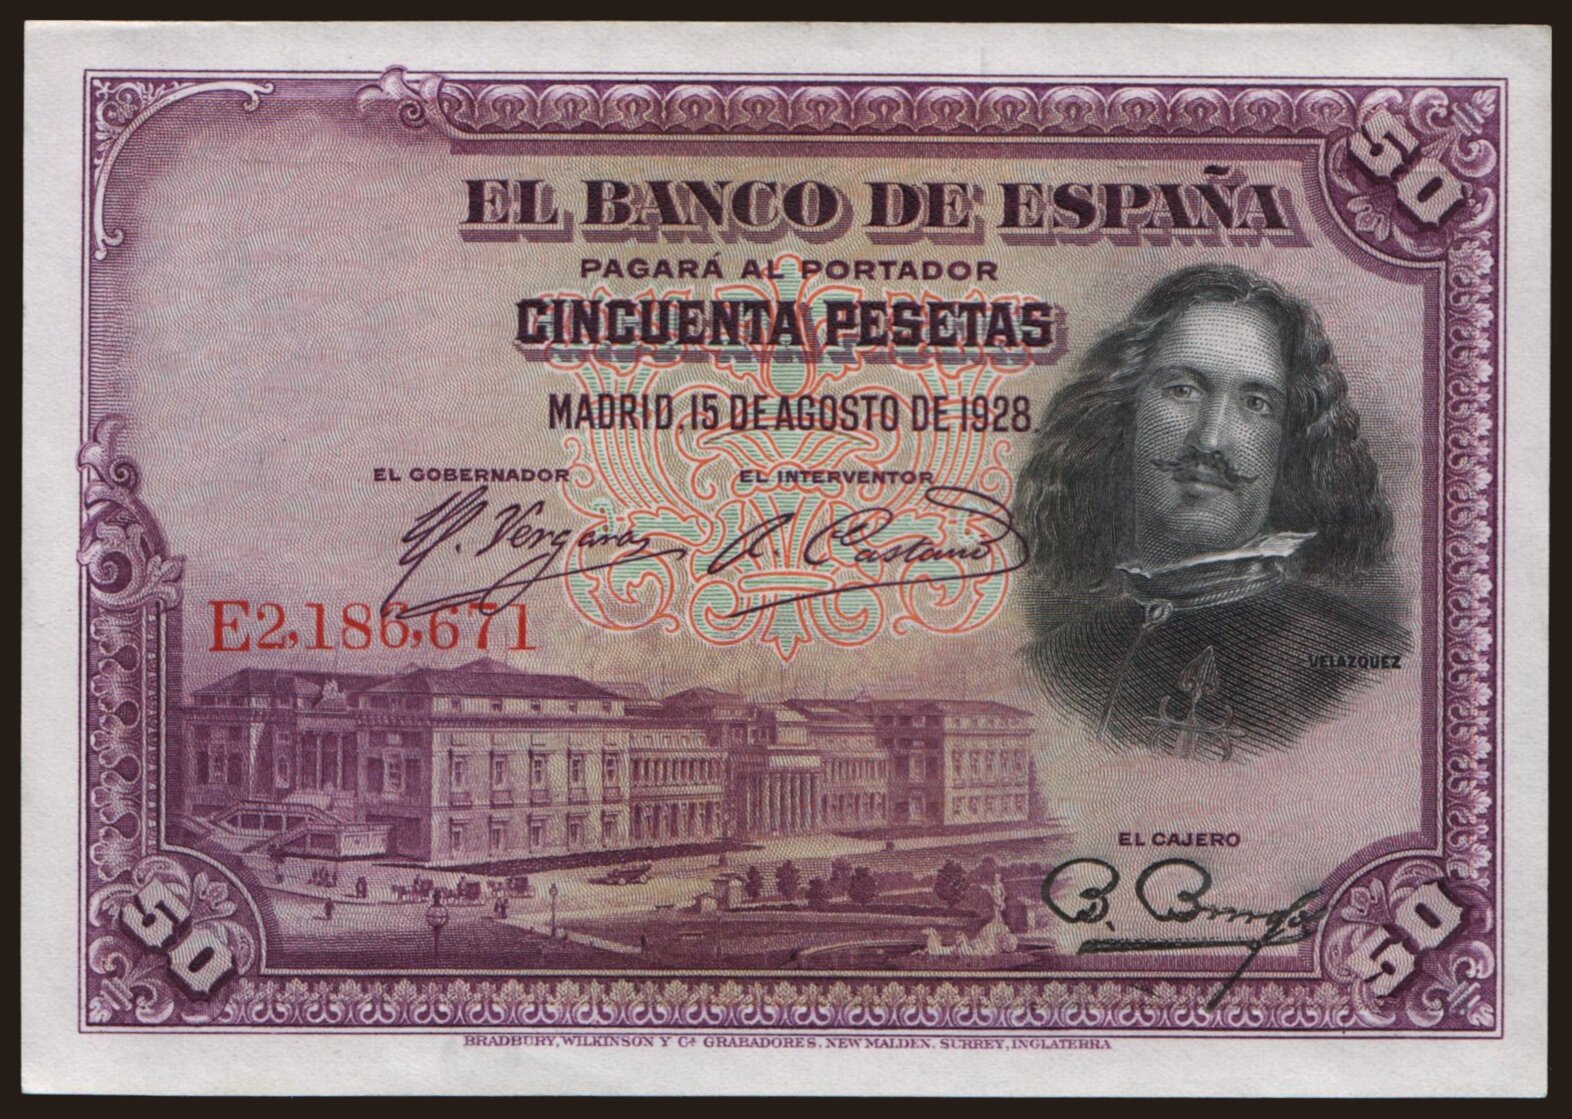 50
EL BANCO DE ESPAÑA
PAGARÁ AL PORTADOR
CINCUENTA PESETAS
MADRID, 15 DE AGOSTO DE 1928.
EL GOBERNADOR EL INTERVENTOR
A. Castaño
E2,186,671
VELAZQUEZ
EL CAJERO
50
50
BRADBURY, WILKINSON Y Cª GRABADORES, NEW MALDEN, SURREY, INGLATERRA